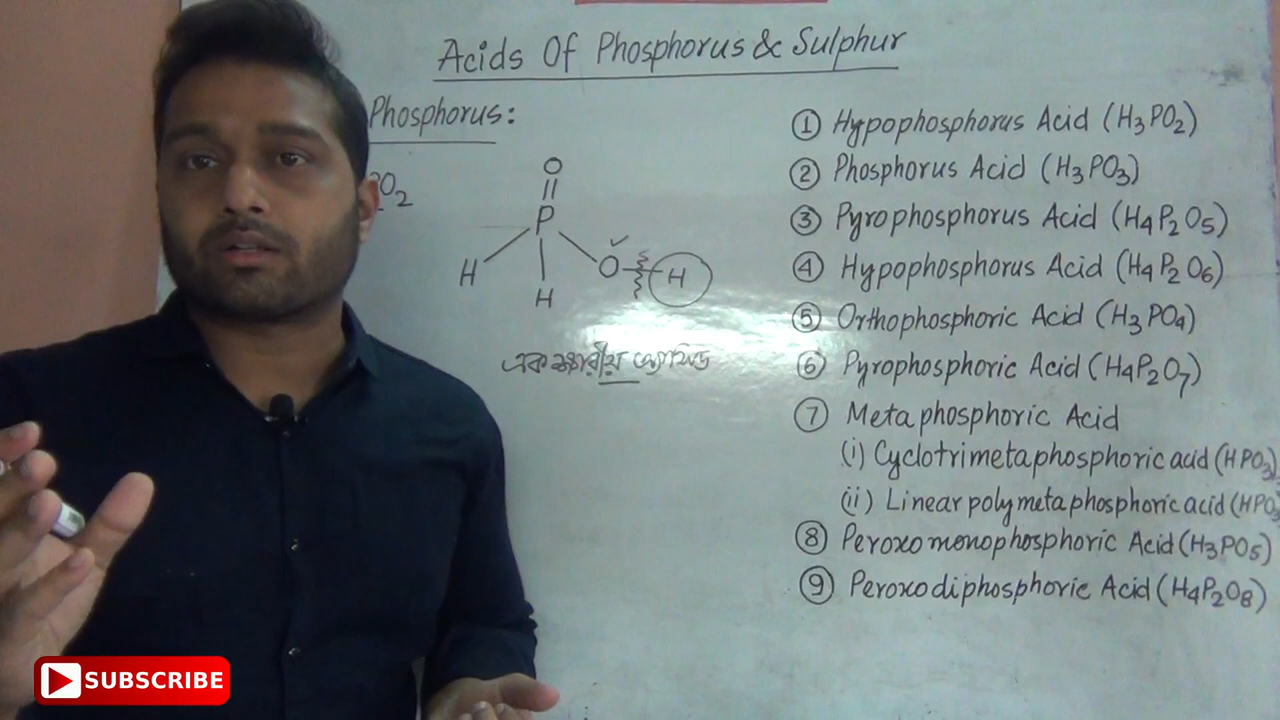 Acids Of Phosphorus & Sulphur
Phosphorus:
PO2
O
P
H
H
O
H
একক্ষারীয় অ্যাসিড
① Hypophosphorus Acid (H3PO2)
② Phosphorus Acid (H3PO3)
③ Pyrophosphorus Acid (H4P2O5)
④ Hypophosphorus Acid (H4P2O6)
⑤ Orthophosphoric Acid (H3PO4)
⑥ Pyrophosphoric Acid (H4P2O7)
⑦ Metaphosphoric Acid
(i) Cyclotrimetaphosphoric acid (HPO3)
(ii) Linear polymetaphosphoric acid (HPO3
⑧ Peroxomonophosphoric Acid (H3PO5)
⑨ Peroxodiphosphoric Acid (H4P2O8)
SUBSCRIBE